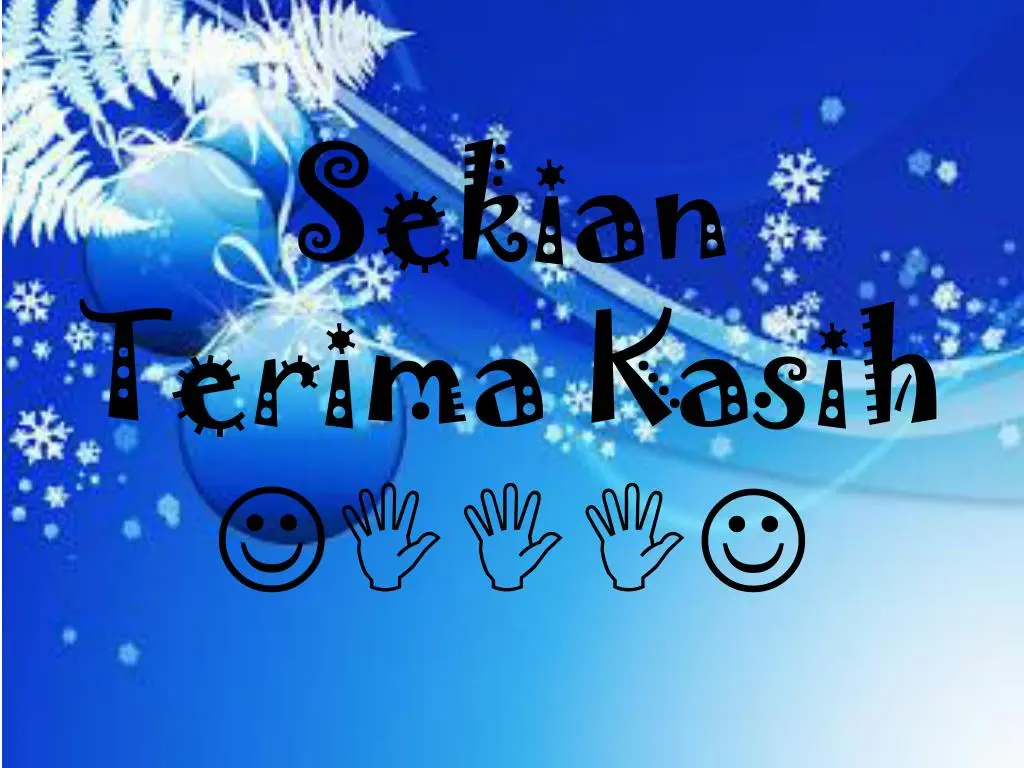 Sekian
Terima Kasih
☺🖐🖐🖐☺